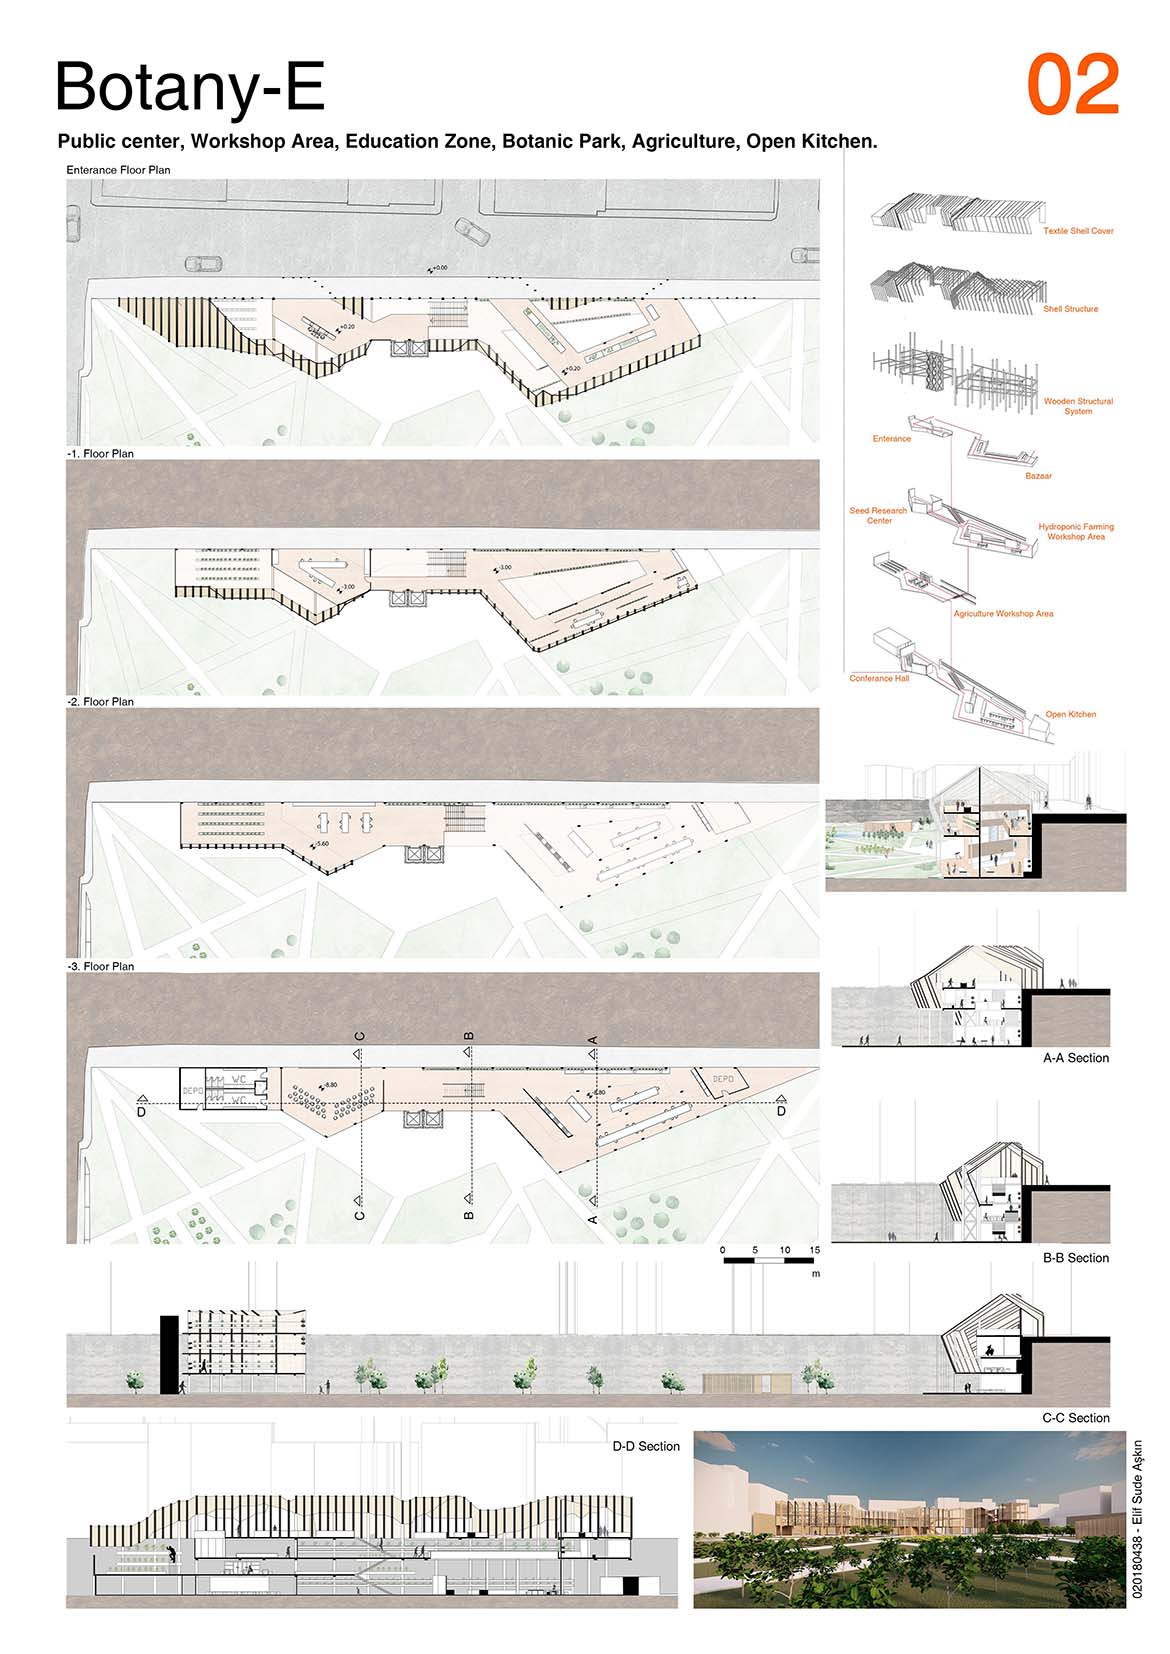 Botany-E
02
Public center, Workshop Area, Education Zone, Botanic Park, Agriculture, Open Kitchen.
Enterance Floor Plan
+0.00
+0.20
+0.20
-1. Floor Plan
-3.00
-3.00
-2. Floor Plan
-5.60
-3. Floor Plan
C
B
A
DEPO
WC
WC
-8.80
DEPO
D
D
C
B
A
0 5 10 15
m
Textile Shell Cover
Shell Structure
Wooden Structural
System
Enterance
Bazaar
Seed Research
Center
Hydroponic Farming
Workshop Area
Agriculture Workshop Area
Conferance Hall
Open Kitchen
A-A Section
B-B Section
C-C Section
D-D Section
020180438 - Elif Sude Aşkın